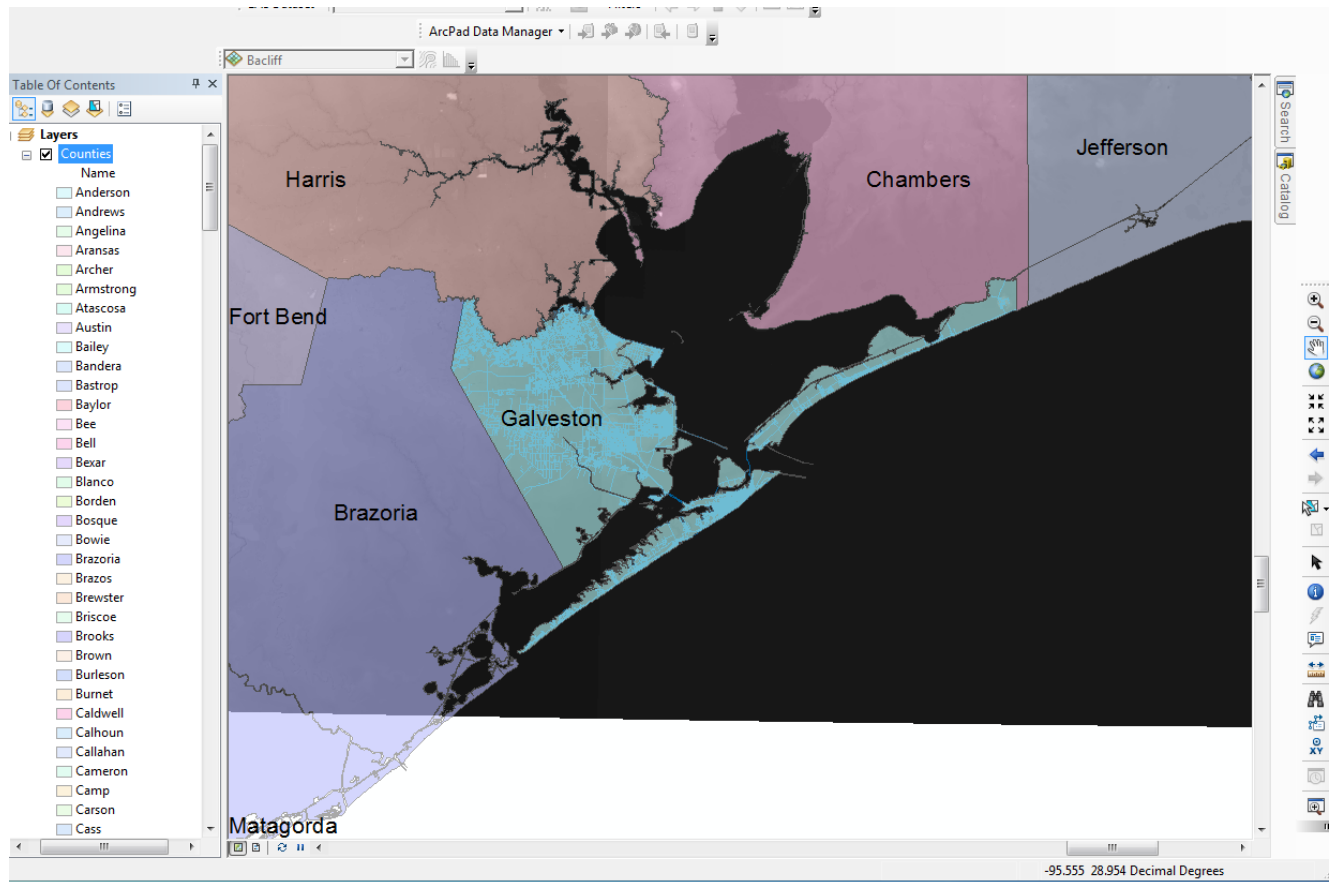 ArcPad Data Manager
Bacliff
Table Of Contents
Layers
Counties
Name
Anderson
Andrews
Angelina
Aransas
Archer
Armstrong
Atascosa
Austin
Bailey
Bandera
Bastrop
Baylor
Bee
Bell
Bexar
Blanco
Borden
Bosque
Bowie
Brazoria
Brazos
Brewster
Briscoe
Brooks
Brown
Burleson
Burnet
Caldwell
Calhoun
Callahan
Cameron
Camp
Carson
Cass
Harris
Chambers
Jefferson
Fort Bend
Galveston
Brazoria
Matagorda
Search
Catalog
XY
-95.555 28.954 Decimal Degrees